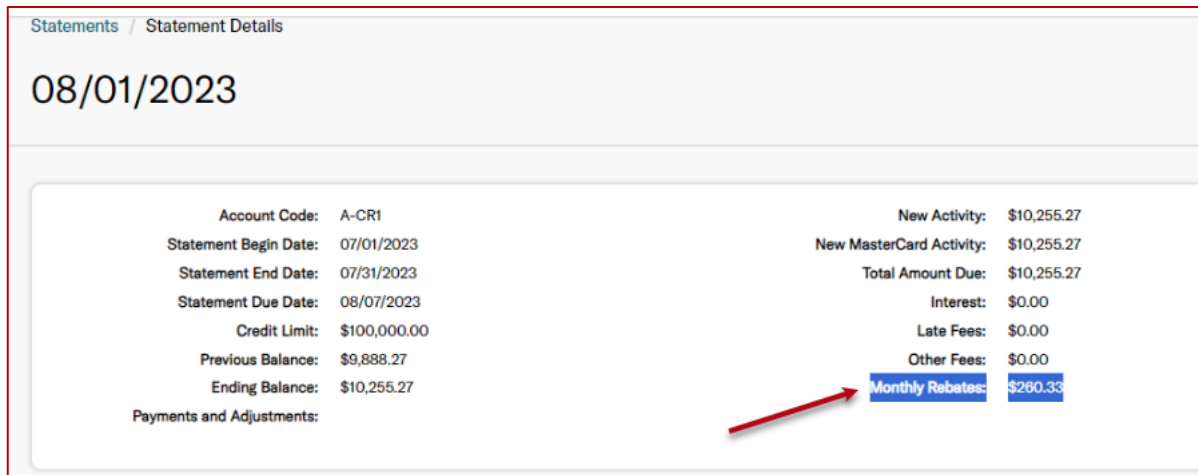 Statements / Statement Details
08/01/2023
Account Code: A-CR1
Statement Begin Date: 07/01/2023
Statement End Date: 07/31/2023
Statement Due Date: 08/07/2023
Credit Limit: $100,000.00
Previous Balance: $9,888.27
Ending Balance: $10,255.27
Payments and Adjustments:
New Activity: $10,255.27
New MasterCard Activity: $10,255.27
Total Amount Due: $10,255.27
Interest: $0.00
Late Fees: $0.00
Other Fees: $0.00
Monthly Rebates: $260.33